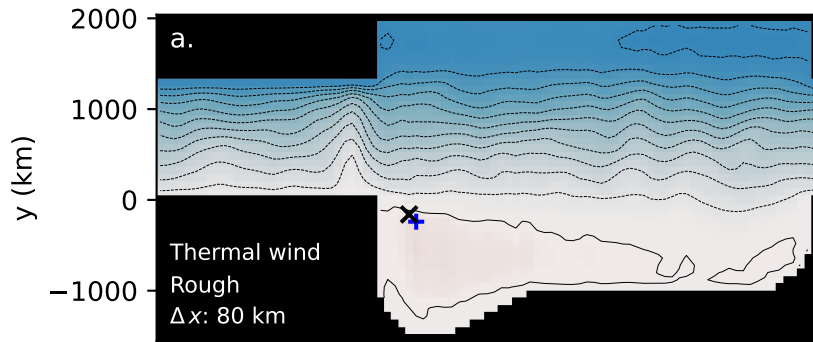 2000
a.
1000
y (km)
0
Thermal wind
Rough
−1000
Δx: 80 km